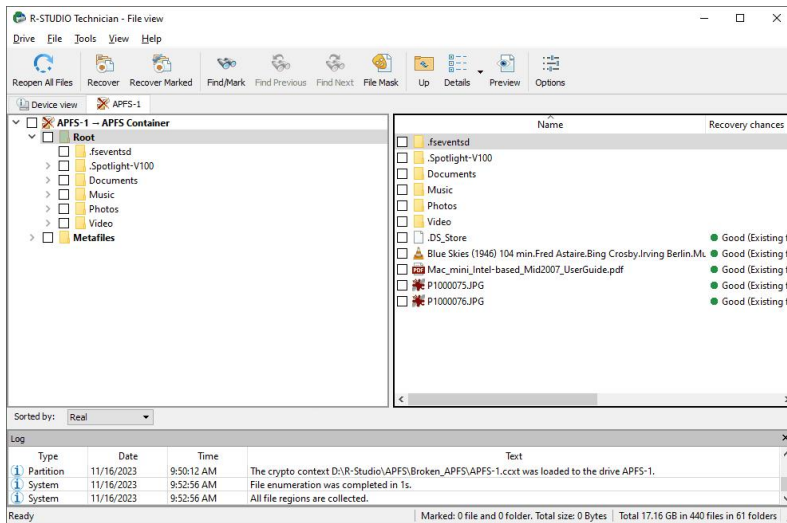 R-STUDIO Technician - File view
Drive File Tools View Help
Reopen All Files Recover Recover Marked Find/Mark Find Previous Find Next File Mask Up Details Preview Options
Device view APFS-1
APFS-1 → APFS Container
Root
.fseventsd
.Spotlight-V100
Documents
Music
Photos
Video
Metafiles
Name Recovery chances
.fseventsd
.Spotlight-V100
Documents
Music
Photos
Video
.DS_Store Good (Existing f
Blue Skies (1946) 104 min.Fred Astaire.Bing Crosby.Irving Berlin.Mu Good (Existing f
Mac_mini_Intel-based_Mid2007_UserGuide.pdf Good (Existing f
P1000075.JPG Good (Existing f
P1000076.JPG Good (Existing f
Sorted by: Real
Log
Type Date Time Text
Partition 11/16/2023 9:50:12 AM The crypto context D:\R-Studio\APFS\Broken_APFS\APFS-1.ccxt was loaded to the drive APFS-1.
System 11/16/2023 9:52:56 AM File enumeration was completed in 1s.
System 11/16/2023 9:52:56 AM All file regions are collected.
Ready Marked: 0 file and 0 folder. Total size: 0 Bytes Total 17.16 GB in 440 files in 61 folders